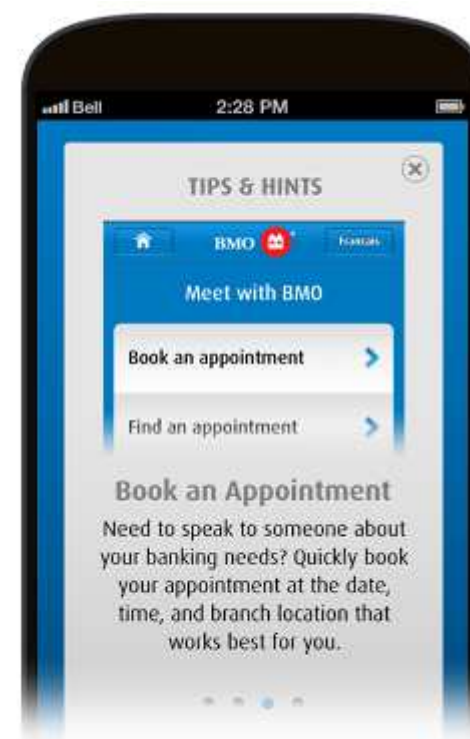 Bell 2:28 PM
TIPS & HINTS
BMO Français
Meet with BMO
Book an appointment
Find an appointment
Book an Appointment
Need to speak to someone about
your banking needs? Quickly book
your appointment at the date,
time, and branch location that
works best for you.